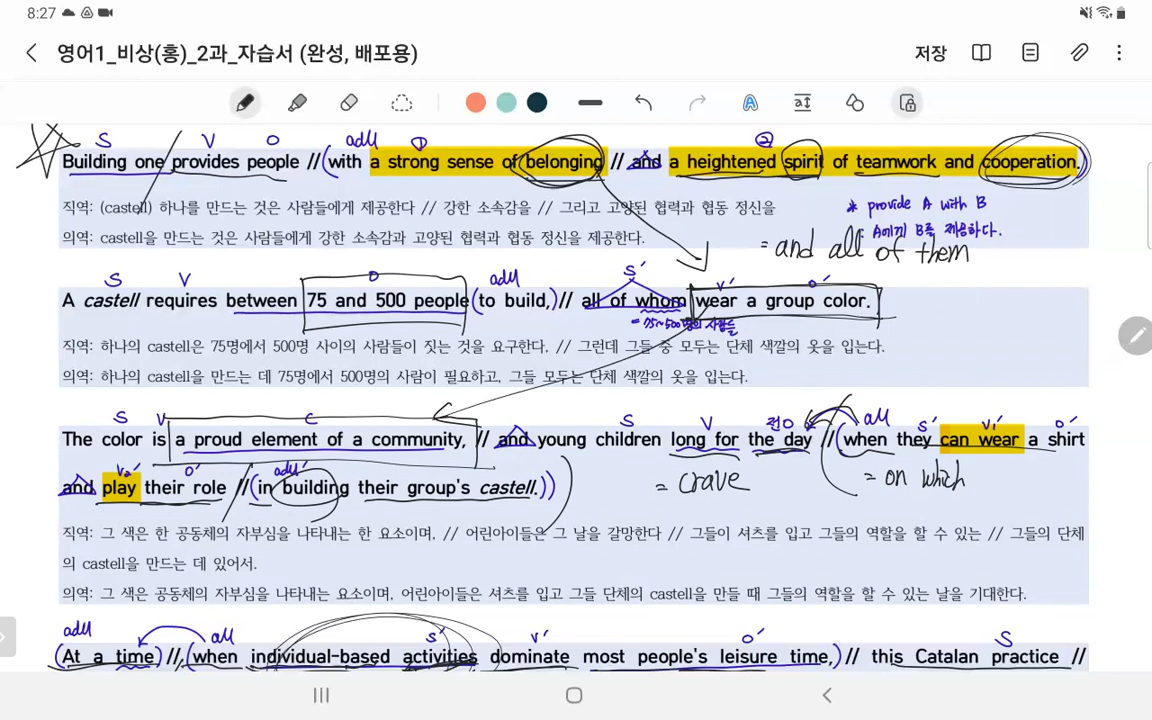 8:27
영어1_비상(홍)_2과_자습서 (완성, 배포용)
저장
S V O adv ① ②
Building one provides people // (with a strong sense of belonging // and a heightened spirit of teamwork and cooperation.)
직역: (castell) 하나를 만드는 것은 사람들에게 제공한다 // 강한 소속감을 // 그리고 고양된 협력과 협동 정신을
* provide A with B
의역: castell을 만드는 것은 사람들에게 강한 소속감과 고양된 협력과 협동 정신을 제공한다.
A에게 B를 제공하다.
= and all of them
S V O adv S' V' O'
A castell requires between 75 and 500 people (to build,) // all of whom wear a group color.
= 75~500명의 사람들
직역: 하나의 castell은 75명에서 500명 사이의 사람들이 짓는 것을 요구한다. // 그런데 그들 중 모두는 단체 색깔의 옷을 입는다.
의역: 하나의 castell을 만드는 데 75명에서 500명의 사람이 필요하고, 그들 모두는 단체 색깔의 옷을 입는다.
S V C S V 전O S' V' O'
The color is a proud element of a community, // and young children long for the day // (when they can wear a shirt
V2' O' adv'
and play their role // (in building their group's castell.))
= crave = on which
직역: 그 색은 한 공동체의 자부심을 나타내는 한 요소이며, // 어린아이들은 그 날을 갈망한다 // 그들이 셔츠를 입고 그들의 역할을 할 수 있는 // 그들의 단체
의 castell을 만드는 데 있어서.
의역: 그 색은 공동체의 자부심을 나타내는 요소이며, 어린아이들은 셔츠를 입고 그들 단체의 castell을 만들 때 그들의 역할을 할 수 있는 날을 기대한다.
adv S' V' O' S
(At a time) // (when individual-based activities dominate most people's leisure time,) // this Catalan practice //